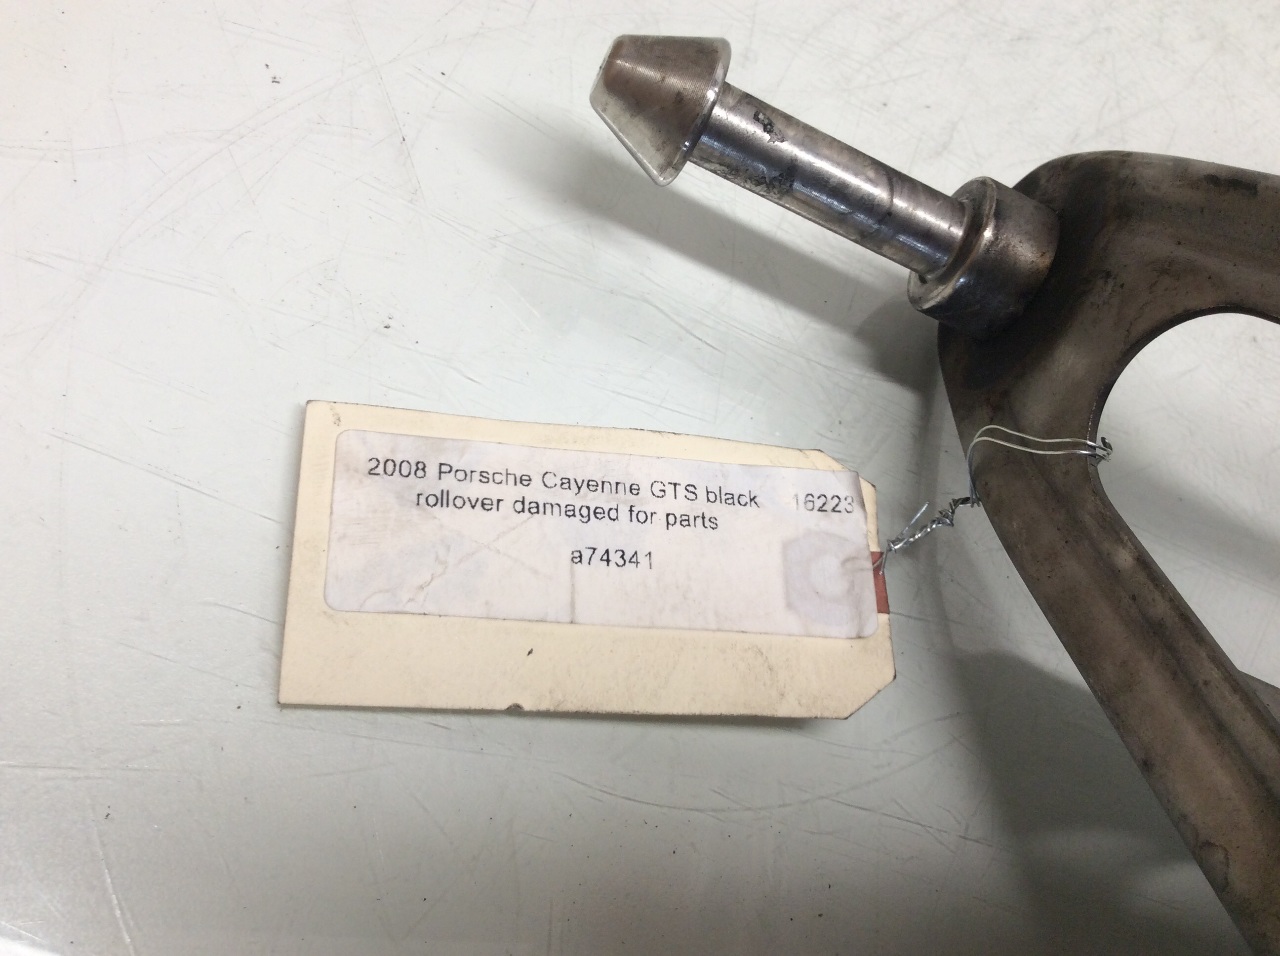 2008 Porsche Cayenne GTS black 16223
rollover damaged for parts
a74341